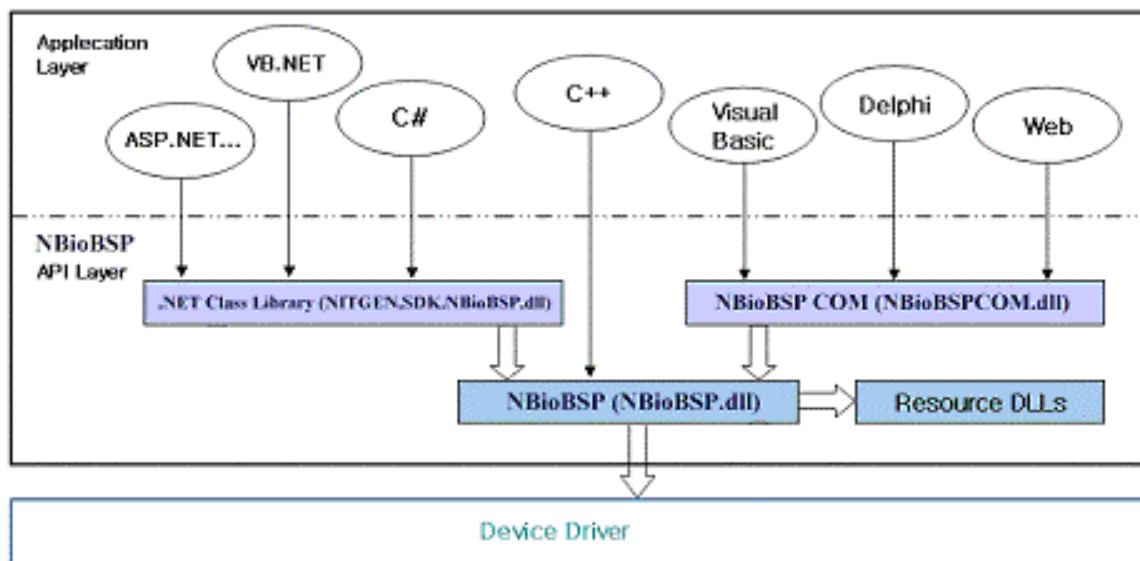 Applecation
Layer
ASP.NET...
VB.NET
C#
C++
Visual
Basic
Delphi
Web
NBioBSP
API Layer
.NET Class Library (NITGEN.SDK.NBioBSP.dll)
NBioBSP COM (NBioBSPCOM.dll)
NBioBSP (NBioBSP.dll)
Resource DLLs
Device Driver